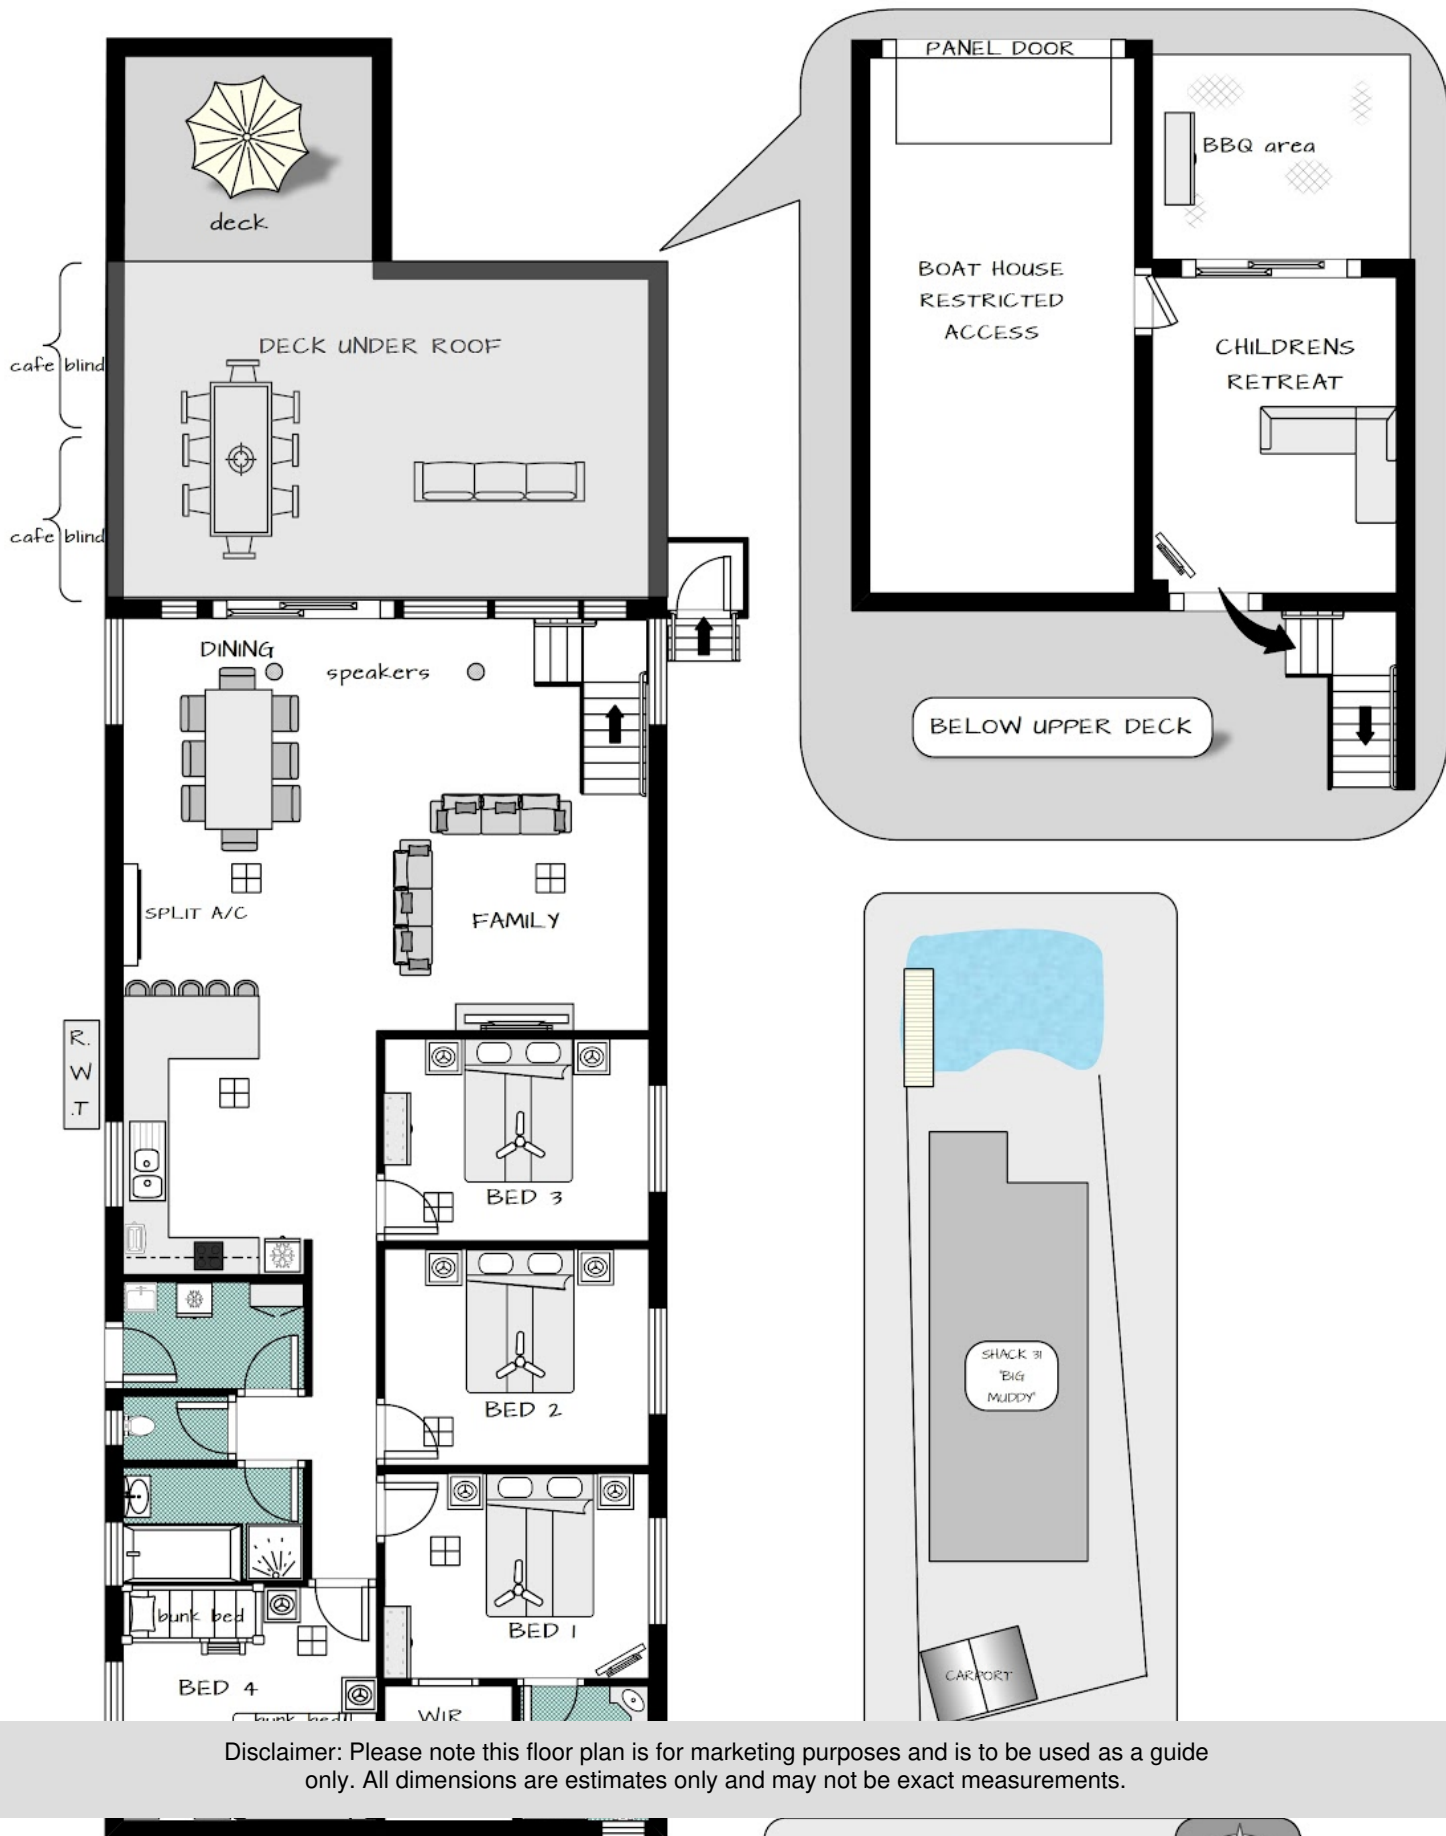 PANEL DOOR
BBQ area
deck
BOAT HOUSE
RESTRICTED
ACCESS
DECK UNDER ROOF
CHILDRENS
RETREAT
cafe blind
cafe blind
DINING
speakers
BELOW UPPER DECK
SPLIT A/C
FAMILY
R.
W
.T
BED 3
SHACK 31
"BIG
MUDDY"
BED 2
bunk bed
BED 1
CARPORT
BED 4
bunk bed
WIR
Disclaimer: Please note this floor plan is for marketing purposes and is to be used as a guide
only. All dimensions are estimates only and may not be exact measurements.